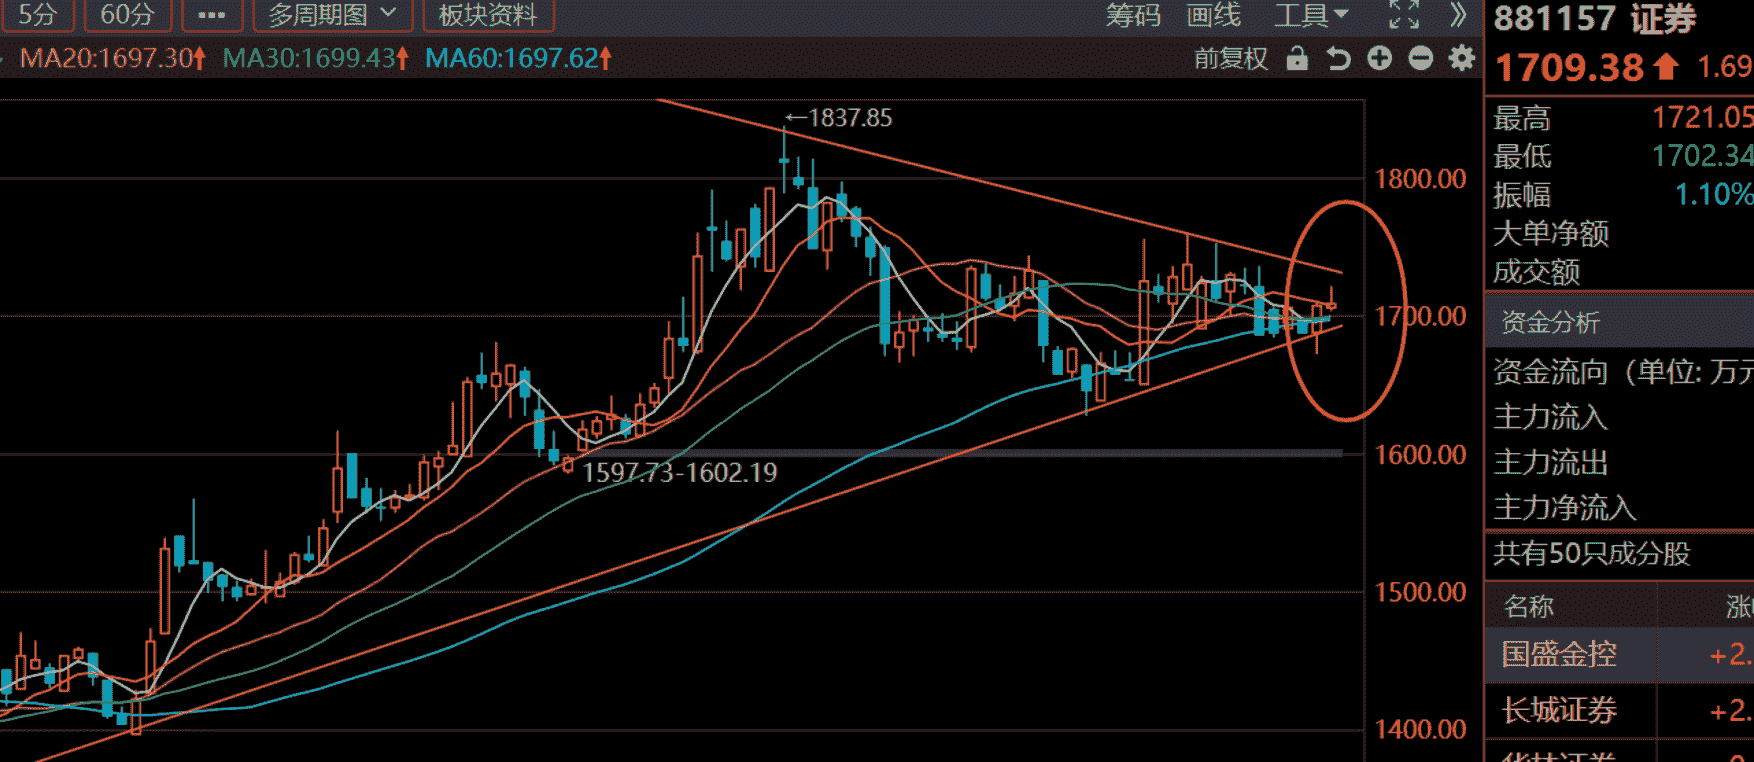 5分 60分 ... 多周期图 板块资料 筹码 画线 工具
MA20:1697.30↑ MA30:1699.43↑ MA60:1697.62↑ 前复权
←1837.85
1800.00
1700.00
1600.00
1597.73-1602.19
1500.00
1400.00
881157 证券
1709.38↑ 1.69
最高 1721.05
最低 1702.34
振幅 1.10%
大单净额
成交额
资金分析
资金流向（单位: 万元
主力流入
主力流出
主力净流入
共有50只成分股
名称 涨
国盛金控 +2.
长城证券 +2.